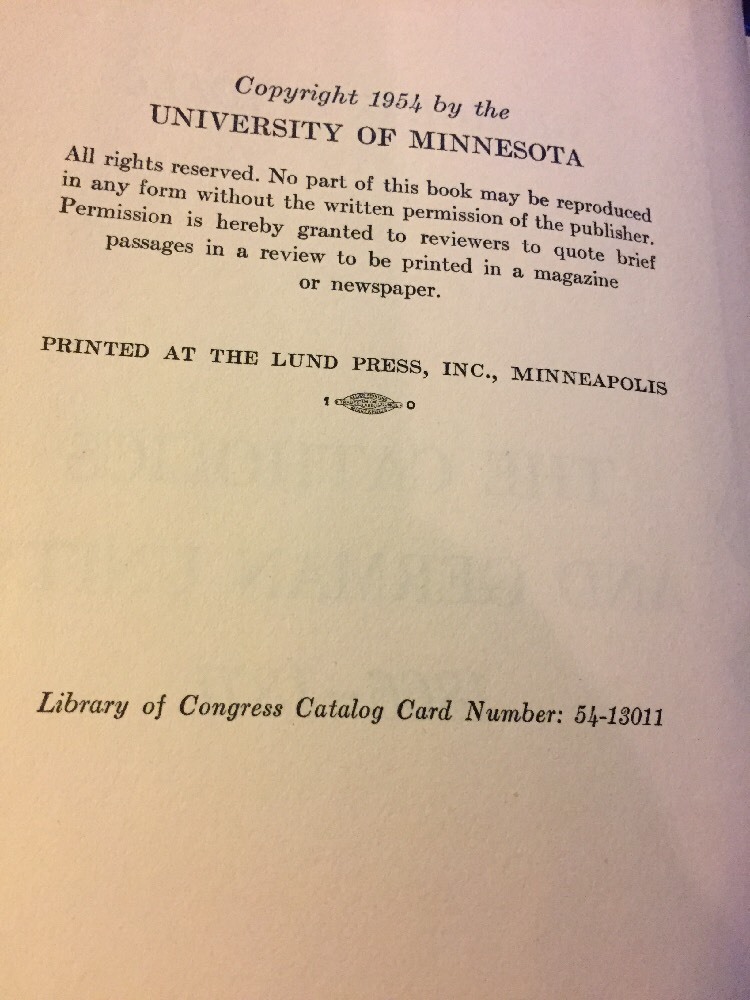 Copyright 1954 by the
UNIVERSITY OF MINNESOTA
All rights reserved. No part of this book may be reproduced
in any form without the written permission of the publisher.
Permission is hereby granted to reviewers to quote brief
passages in a review to be printed in a magazine
or newspaper.
PRINTED AT THE LUND PRESS, INC., MINNEAPOLIS
1 0
Library of Congress Catalog Card Number: 54-13011